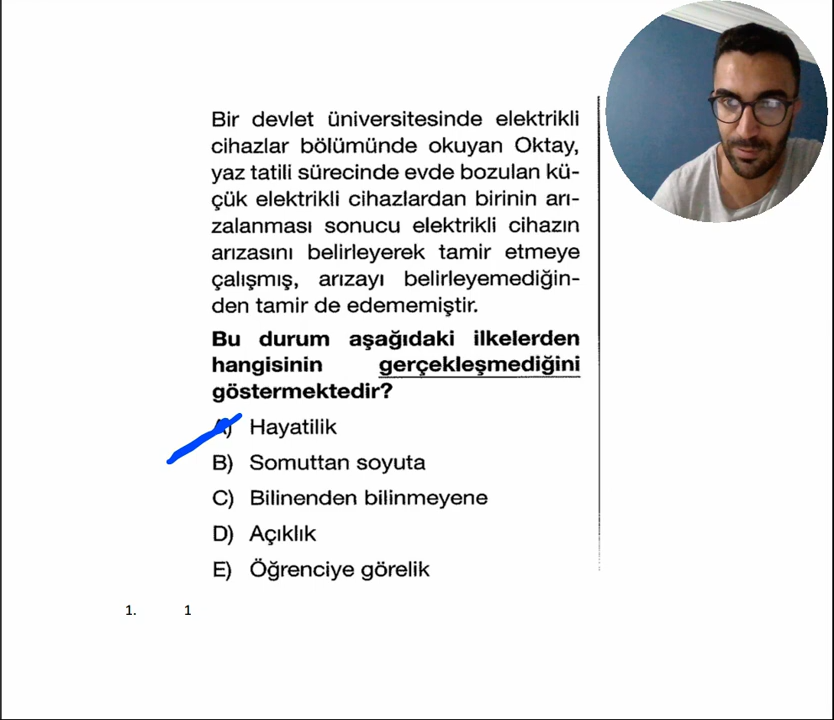 Bir devlet üniversitesinde elektrikli
cihazlar bölümünde okuyan Oktay,
yaz tatili sürecinde evde bozulan kü-
çük elektrikli cihazlardan birinin arı-
zalanması sonucu elektrikli cihazın
arızasını belirleyerek tamir etmeye
çalışmış, arızayı belirleyemediğin-
den tamir de edememiştir.
Bu durum aşağıdaki ilkelerden
hangisinin gerçekleşmediğini
göstermektedir?
A) Hayatilik
B) Somuttan soyuta
C) Bilinenden bilinmeyene
D) Açıklık
E) Öğrenciye görelik
1. 1